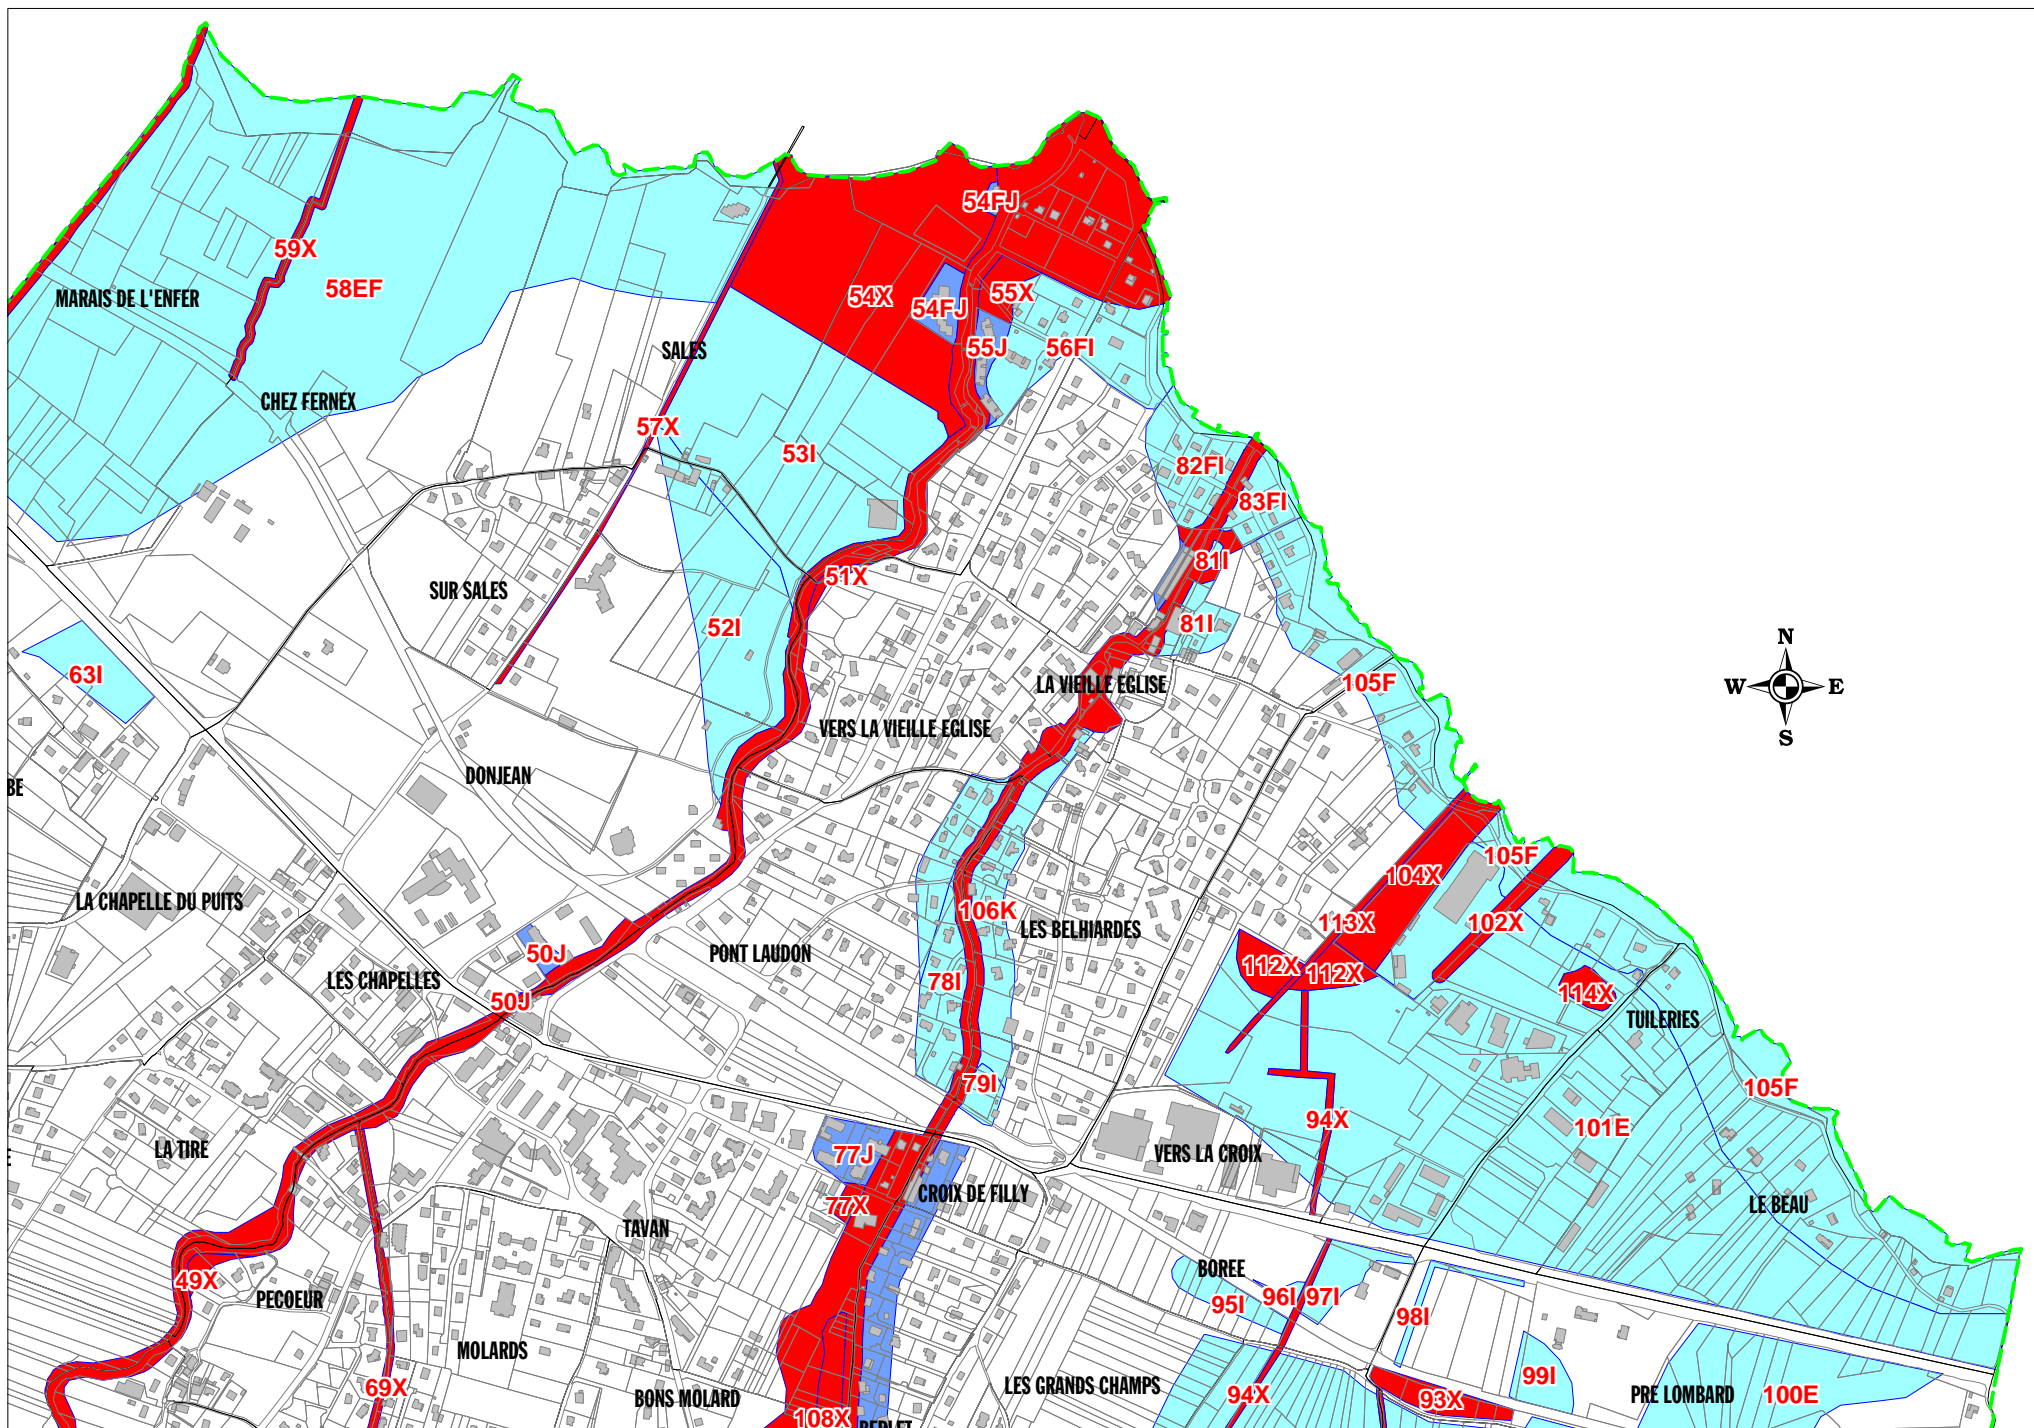 54FJ
59X
MARAIS DE L'ENFER
58EF
54X
54FJ
55X
SALES
55J
56FI
CHEZ FERNEX
57X
53I
82FI
83FI
81I
51X
SUR SALES
52I
81I
N
W
E
S
63I
LA VIEILLE EGLISE
105F
VERS LA VIEILLE EGLISE
DONJEAN
BE
105F
104X
LA CHAPELLE DU PUITS
106K
113X
102X
LES BELHIARDES
50J
PONT LAUDON
112X
112X
LES CHAPELLES
78I
114X
50J
TUILERIES
79I
105F
94X
101E
LA TIRE
E
77J
VERS LA CROIX
CROIX DE FILLY
77X
LE BEAU
TAVAN
49X
BOREE
PECOEUR
95I
96I
97I
98I
MOLARDS
69X
BONS MOLARD
LES GRANDS CHAMPS
94X
93X
99I
PRE LOMBARD
100E
108X